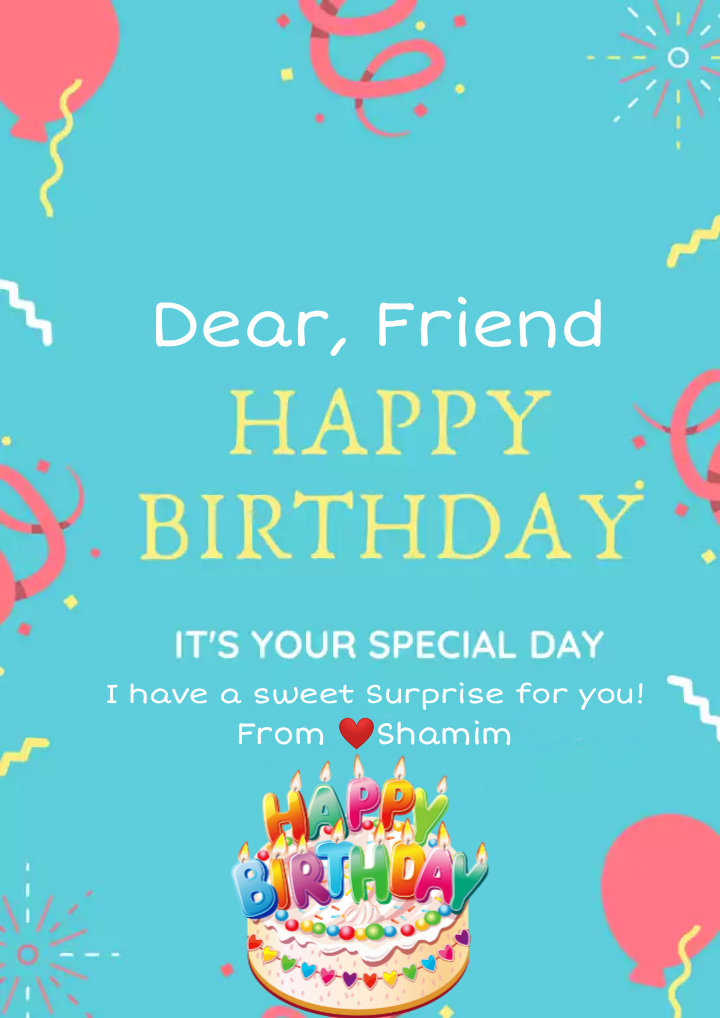 Dear, Friend
HAPPY
BIRTHDAY
IT'S YOUR SPECIAL DAY
I have a sweet Surprise for you!
From ❤️Shamim
HAPPY
BIRTHDAY